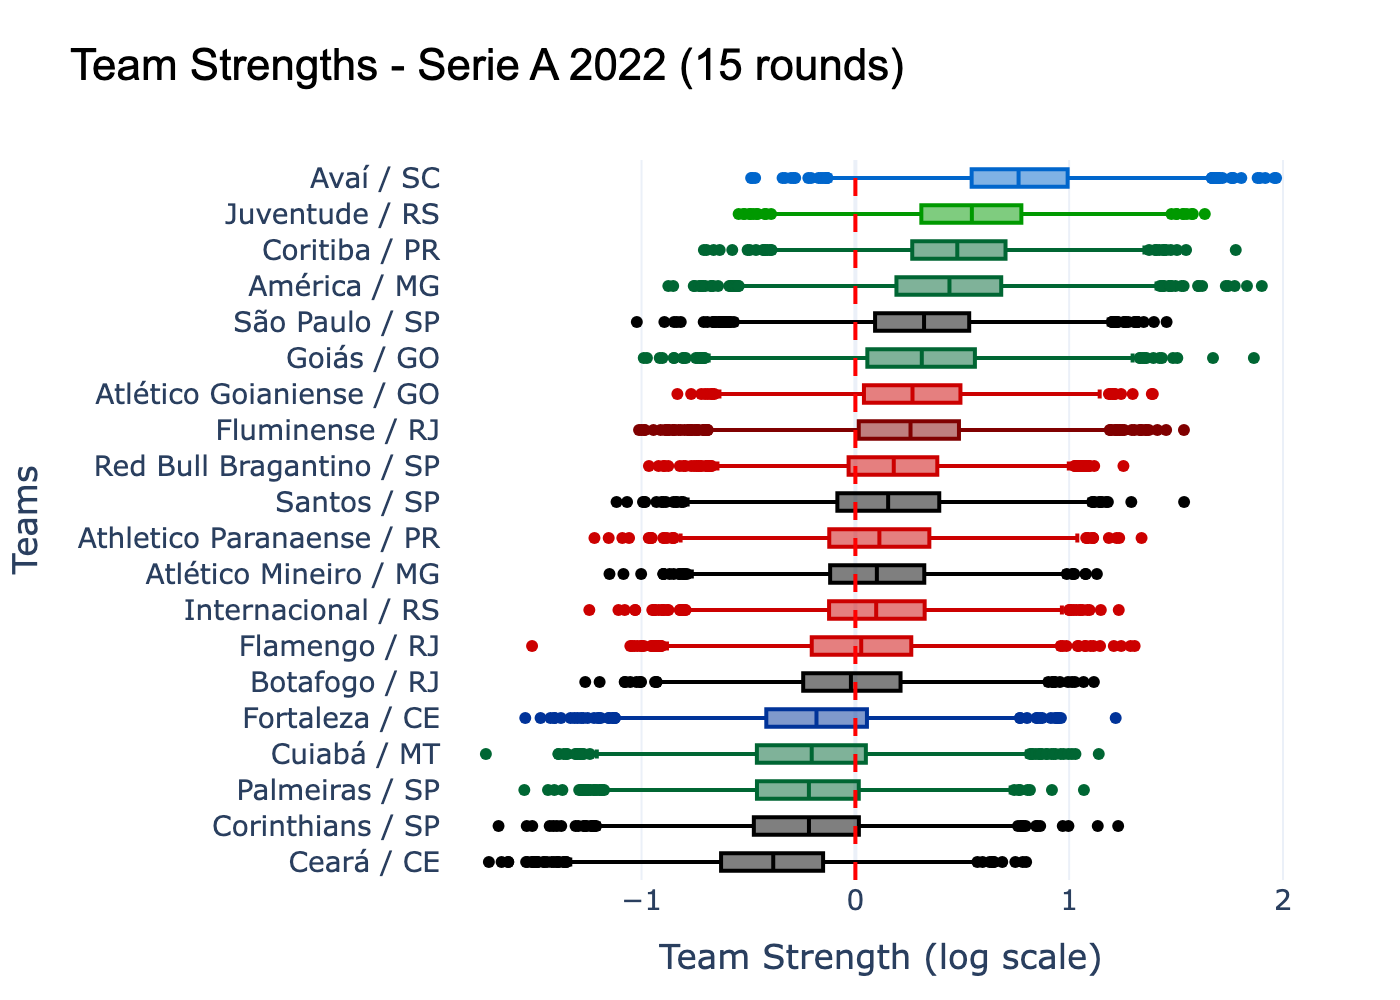 Team Strengths - Serie A 2022 (15 rounds)
Teams
Avaí / SC
Juventude / RS
Coritiba / PR
América / MG
São Paulo / SP
Goiás / GO
Atlético Goianiense / GO
Fluminense / RJ
Red Bull Bragantino / SP
Santos / SP
Athletico Paranaense / PR
Atlético Mineiro / MG
Internacional / RS
Flamengo / RJ
Botafogo / RJ
Fortaleza / CE
Cuiabá / MT
Palmeiras / SP
Corinthians / SP
Ceará / CE
−1 0 1 2
Team Strength (log scale)